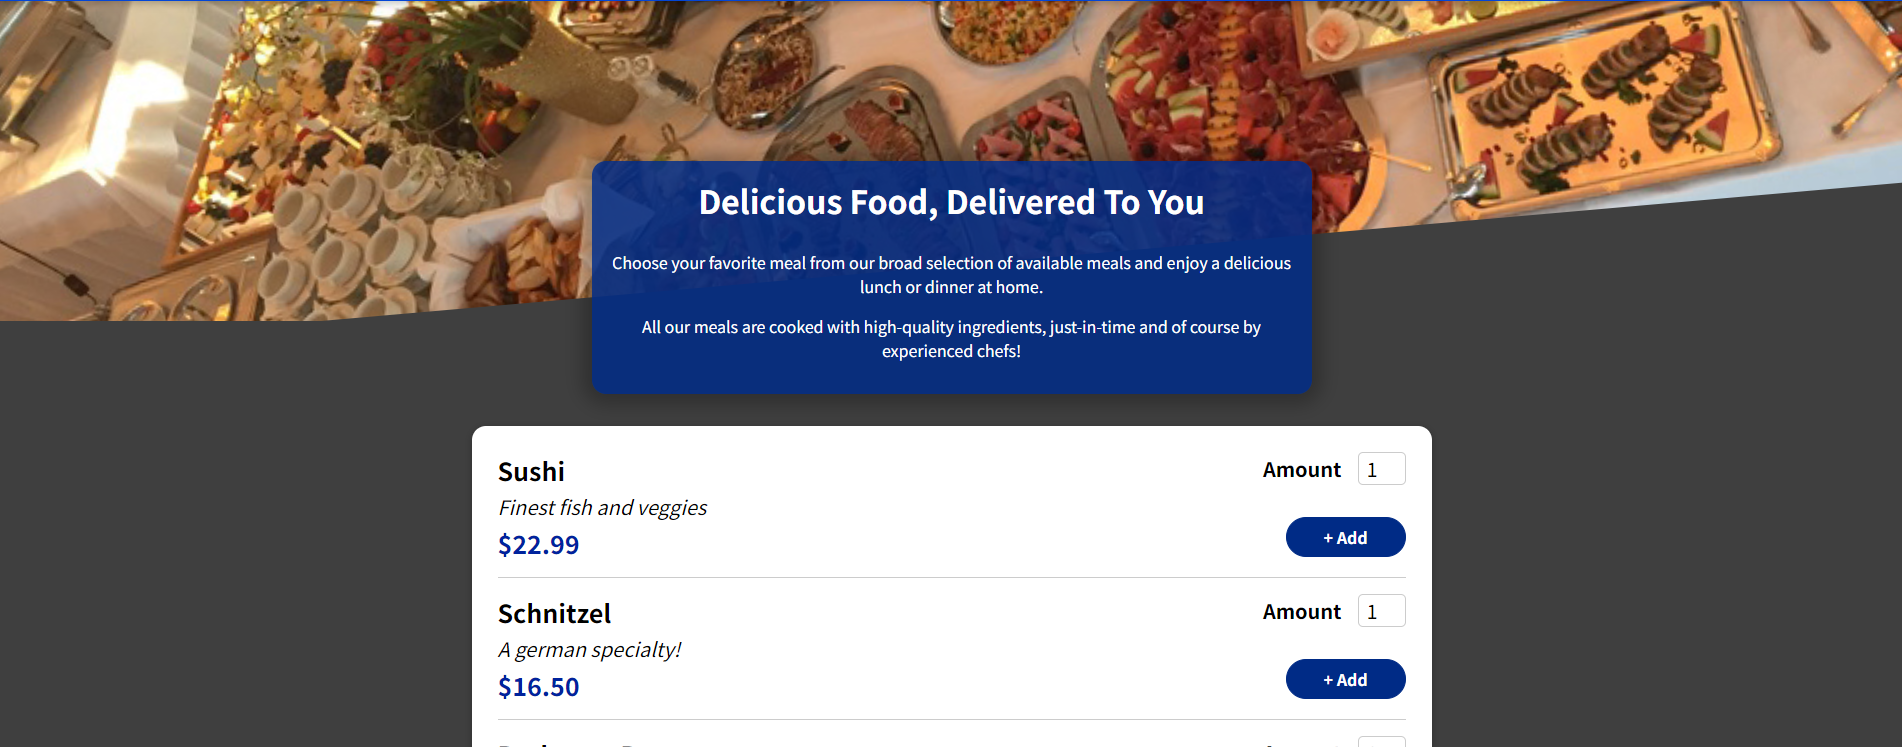 Delicious Food, Delivered To You
Choose your favorite meal from our broad selection of available meals and enjoy a delicious
lunch or dinner at home.
All our meals are cooked with high-quality ingredients, just-in-time and of course by
experienced chefs!
Sushi
Amount 1
Finest fish and veggies
$22.99
+ Add
Schnitzel
Amount 1
A german specialty!
$16.50
+ Add